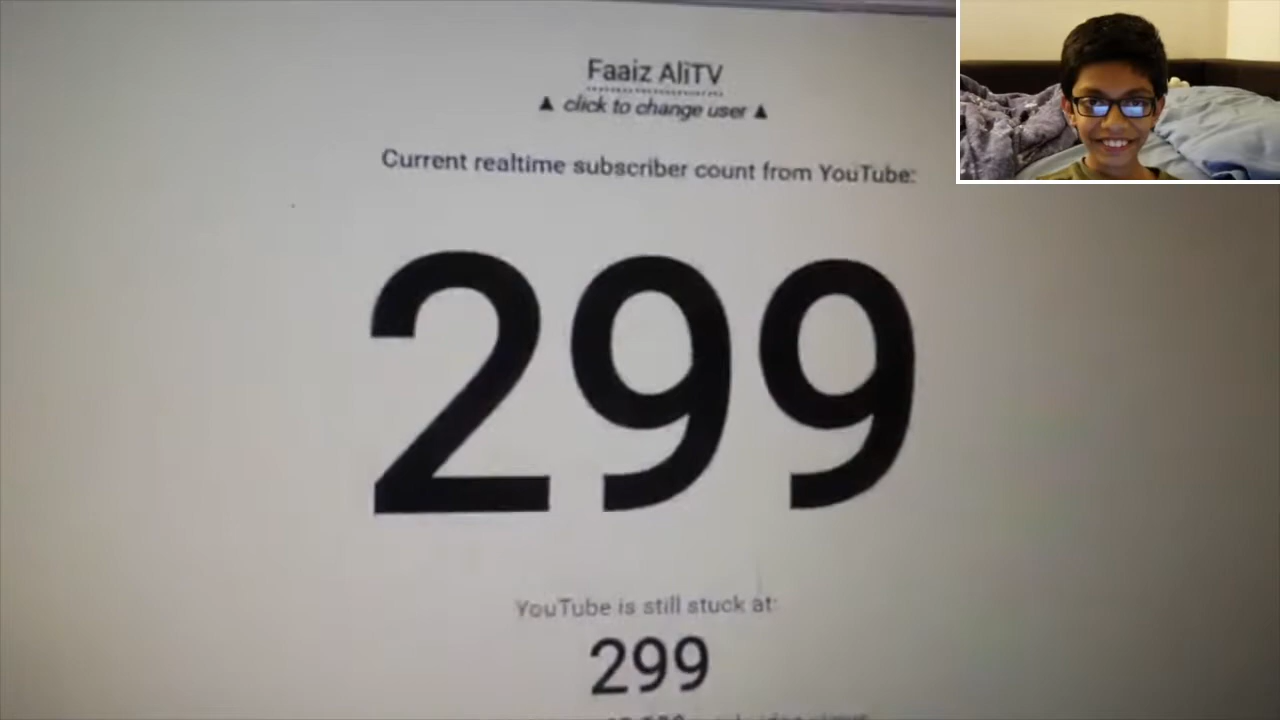 Faaiz AliTV
▲ click to change user ▲
Current realtime subscriber count from YouTube:
299
YouTube is still stuck at:
299